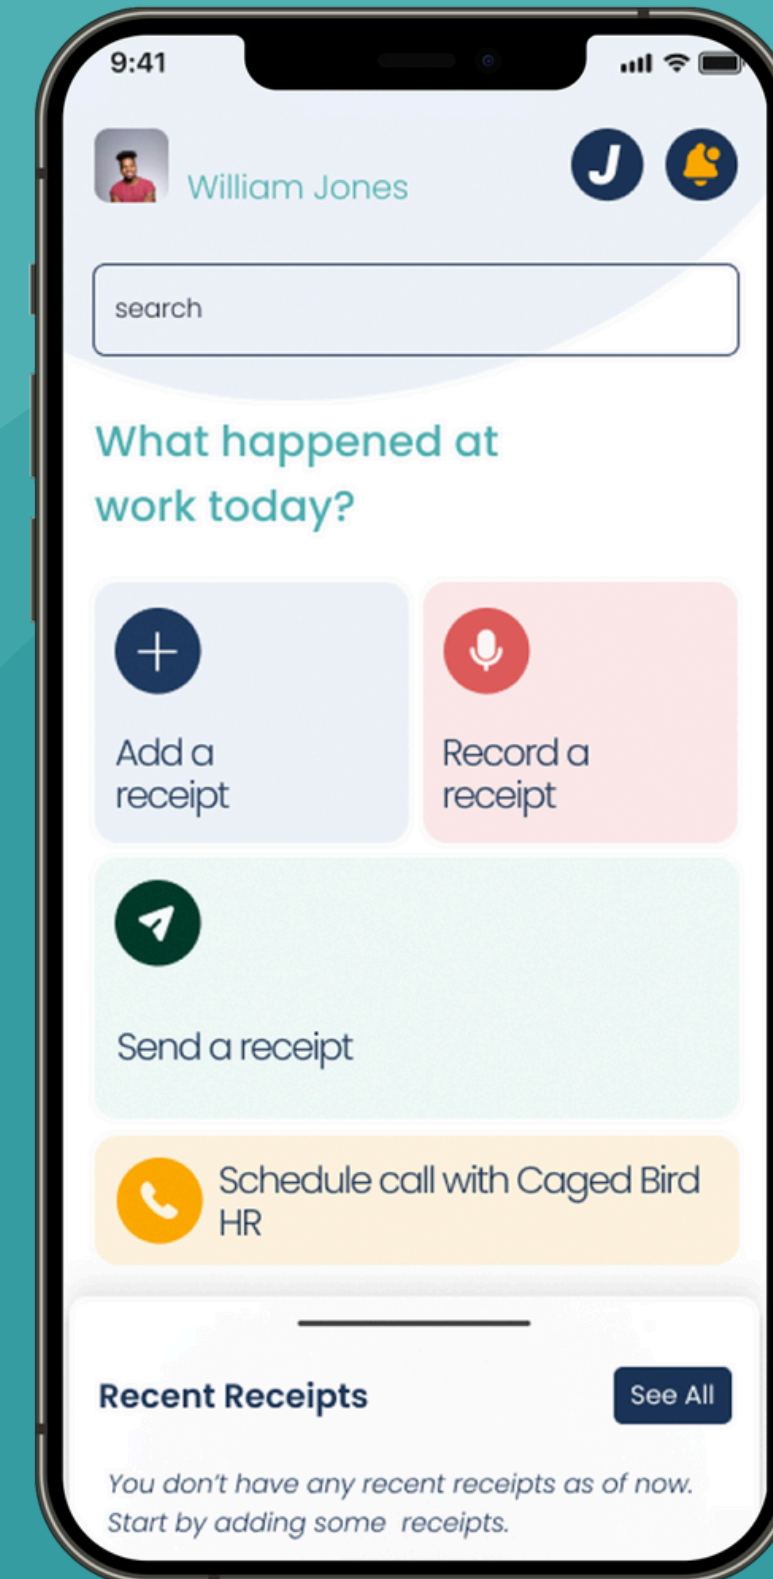 9:41
William Jones
J
search
What happened at
work today?
Add a
receipt
Record a
receipt
Send a receipt
Schedule call with Caged Bird
HR
Recent Receipts
See All
You don't have any recent receipts as of now.
Start by adding some  receipts.